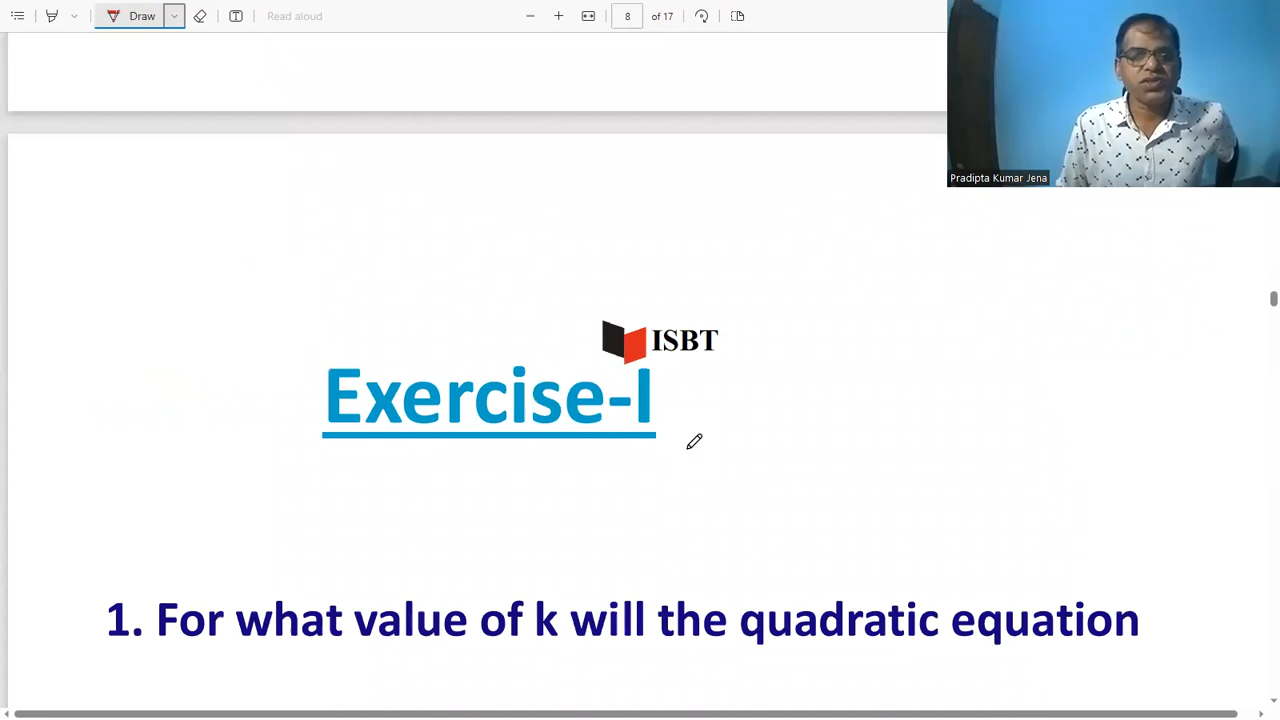 Draw
Read aloud
8 of 17
Pradipta Kumar Jena
ISBT
Exercise-I
1. For what value of k will the quadratic equation